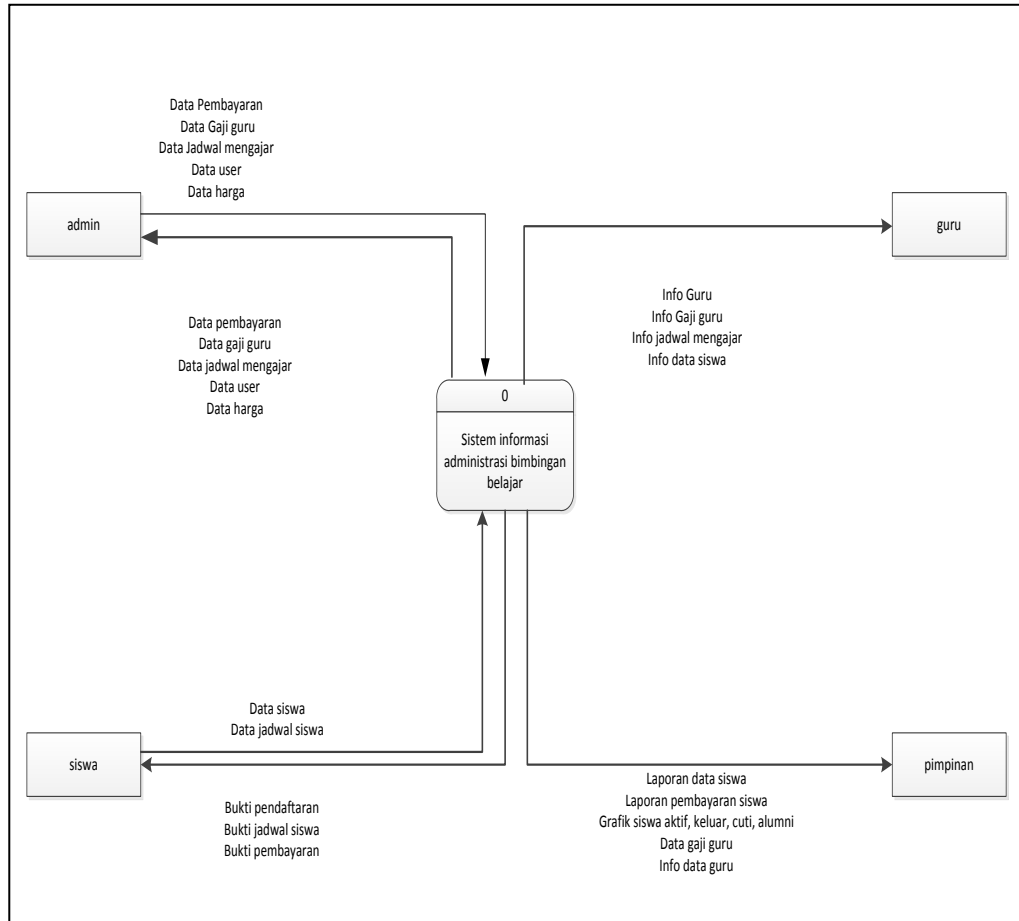 Data Pembayaran
Data Gaji guru
Data Jadwal mengajar
Data user
Data harga
admin
guru
Info Guru
Info Gaji guru
Info jadwal mengajar
Info data siswa
Data pembayaran
Data gaji guru
Data jadwal mengajar
Data user
Data harga
0
Sistem informasi
administrasi bimbingan
belajar
Data siswa
Data jadwal siswa
siswa
pimpinan
Bukti pendaftaran
Bukti jadwal siswa
Bukti pembayaran
Laporan data siswa
Laporan pembayaran siswa
Grafik siswa aktif, keluar, cuti, alumni
Data gaji guru
Info data guru